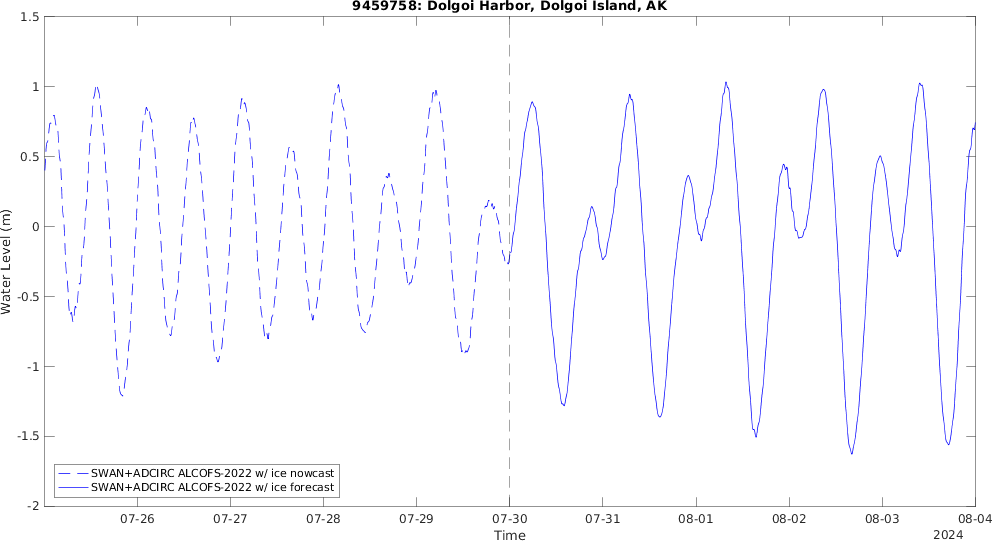 9459758: Dolgoi Harbor, Dolgoi Island, AK
1.5
1
0.5
0
-0.5
-1
-1.5
-2
Water Level (m)
SWAN+ADCIRC ALCOFS-2022 w/ ice nowcast
SWAN+ADCIRC ALCOFS-2022 w/ ice forecast
07-26 07-27 07-28 07-29 07-30 07-31 08-01 08-02 08-03 08-04
Time
2024